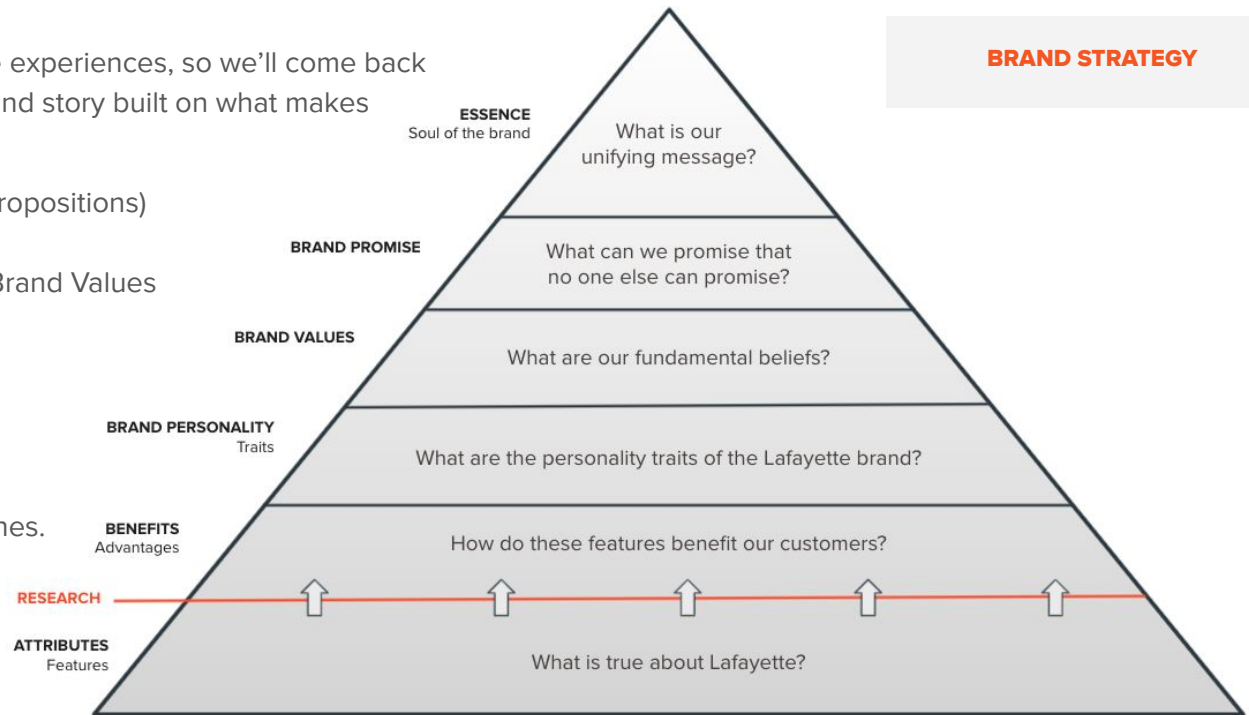 experiences, so we'll come back
BRAND STRATEGY
story built on what makes
ESSENCE
Soul of the brand
What is our
unifying message?
Brand Values
BRAND PROMISE
What can we promise that
no one else can promise?
BRAND VALUES
What are our fundamental beliefs?
BRAND PERSONALITY
Traits
What are the personality traits of the Lafayette brand?
BENEFITS
Advantages
How do these features benefit our customers?
RESEARCH
ATTRIBUTES
Features
What is true about Lafayette?